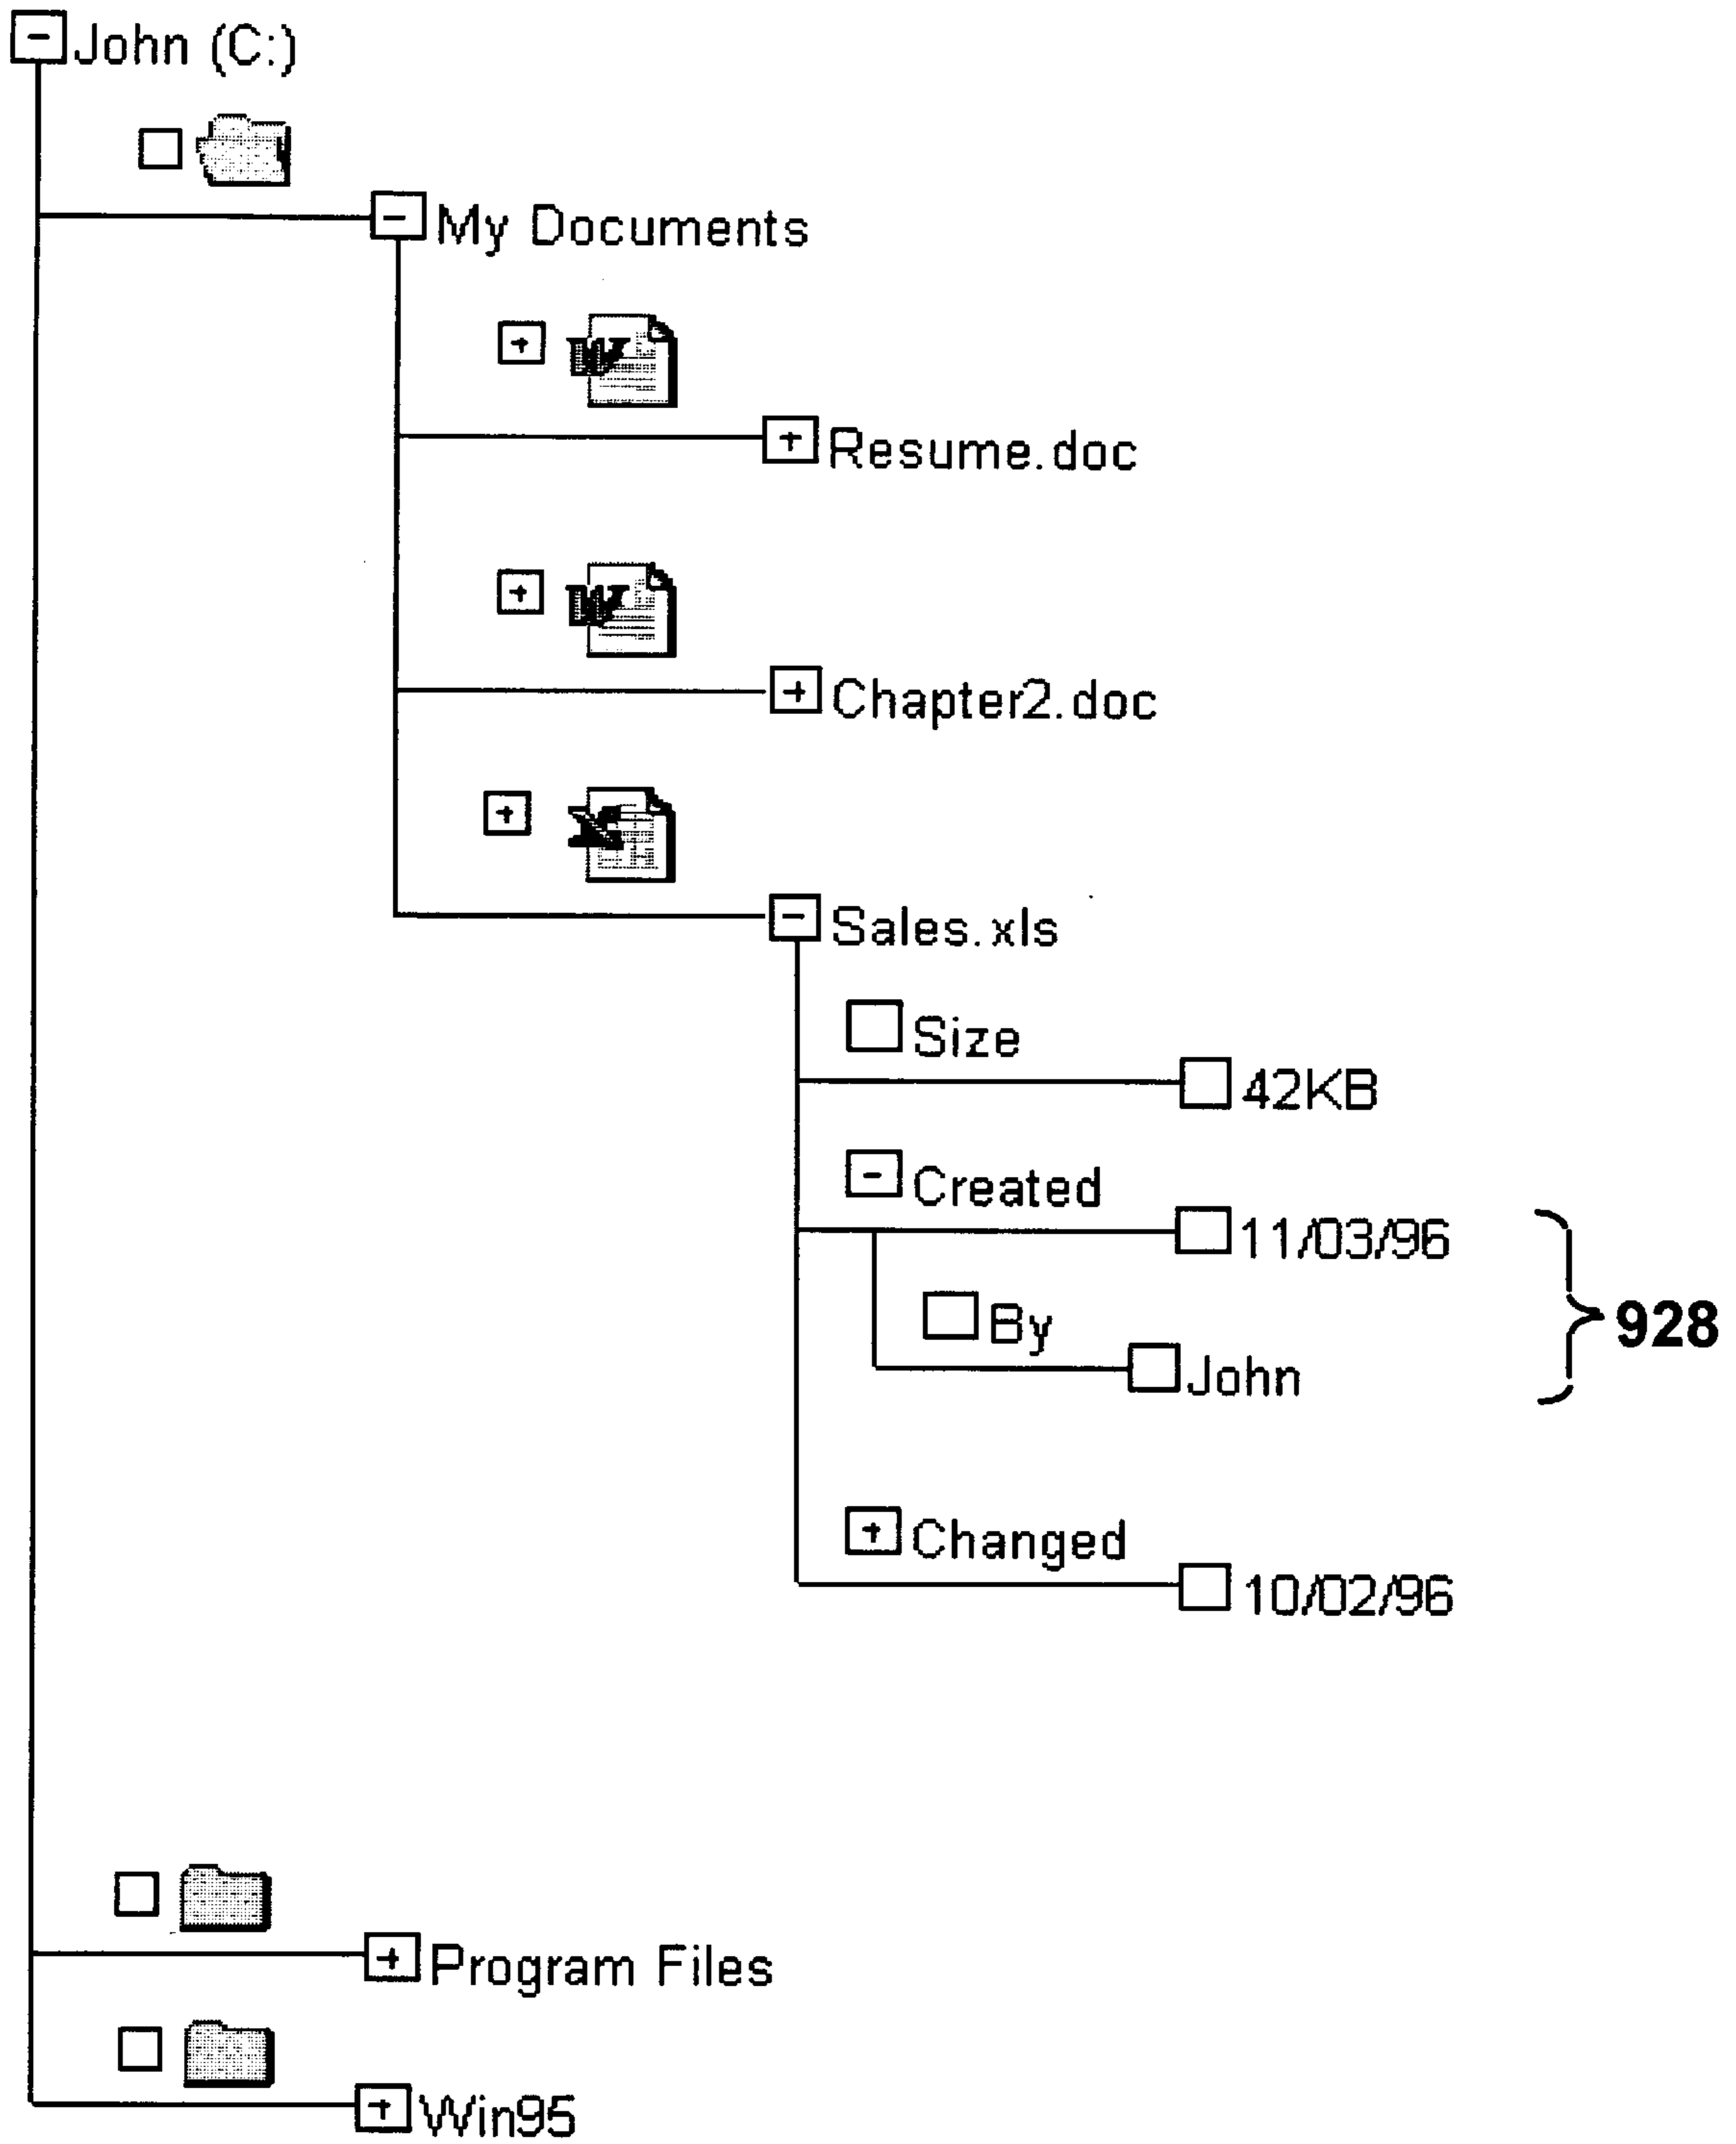 John (C:)
My Documents
W
Resume.doc
W
Chapter2.doc
X
Sales.xls
Size
42KB
Created
11/03/96
By
John
928
Changed
10/02/96
Program Files
Win95